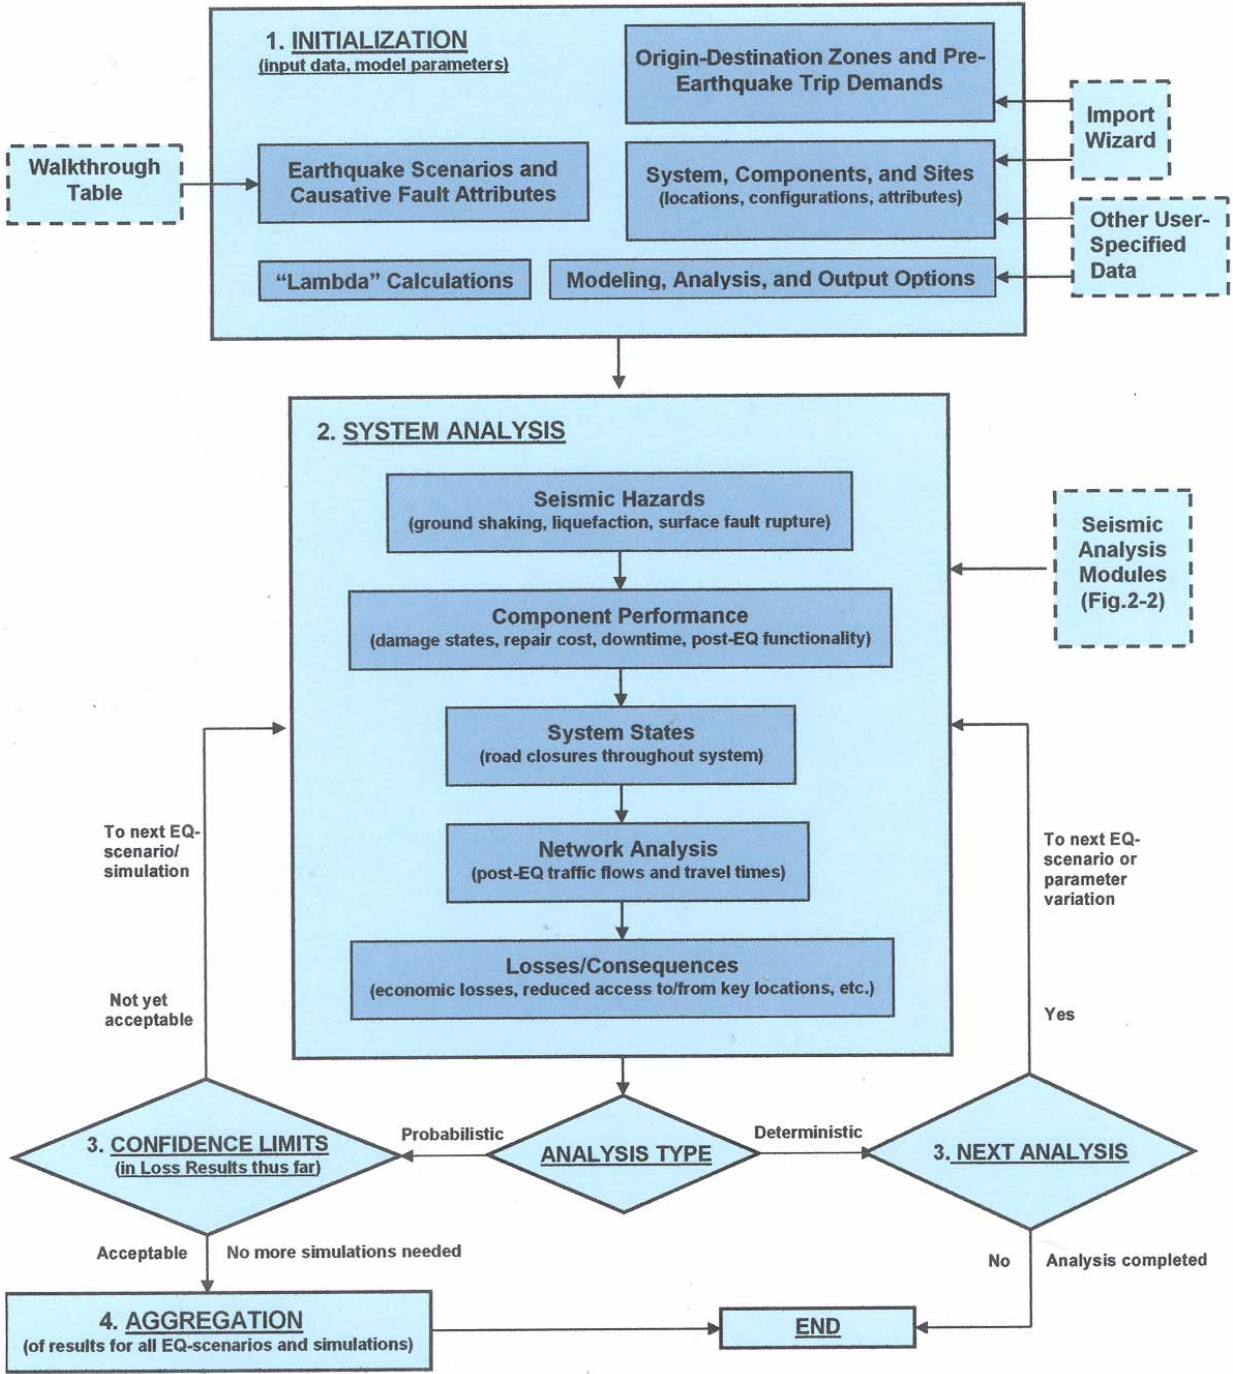 1. INITIALIZATION
(input data, model parameters)
Origin-Destination Zones and Pre-
Earthquake Trip Demands
Import
Wizard
Walkthrough
Table
Earthquake Scenarios and
Causative Fault Attributes
System, Components, and Sites
(locations, configurations, attributes)
Other User-
Specified
Data
“Lambda” Calculations
Modeling, Analysis, and Output Options
2. SYSTEM ANALYSIS
Seismic Hazards
(ground shaking, liquefaction, surface fault rupture)
Seismic
Analysis
Modules
(Fig.2-2)
Component Performance
(damage states, repair cost, downtime, post-EQ functionality)
System States
(road closures throughout system)
Network Analysis
(post-EQ traffic flows and travel times)
Losses/Consequences
(economic losses, reduced access to/from key locations, etc.)
To next EQ-
scenario/
simulation
Not yet
acceptable
To next EQ-
scenario or
parameter
variation
Yes
3. CONFIDENCE LIMITS
(in Loss Results thus far)
Probabilistic
ANALYSIS TYPE
Deterministic
3. NEXT ANALYSIS
Acceptable
No more simulations needed
No
Analysis completed
4. AGGREGATION
(of results for all EQ-scenarios and simulations)
END